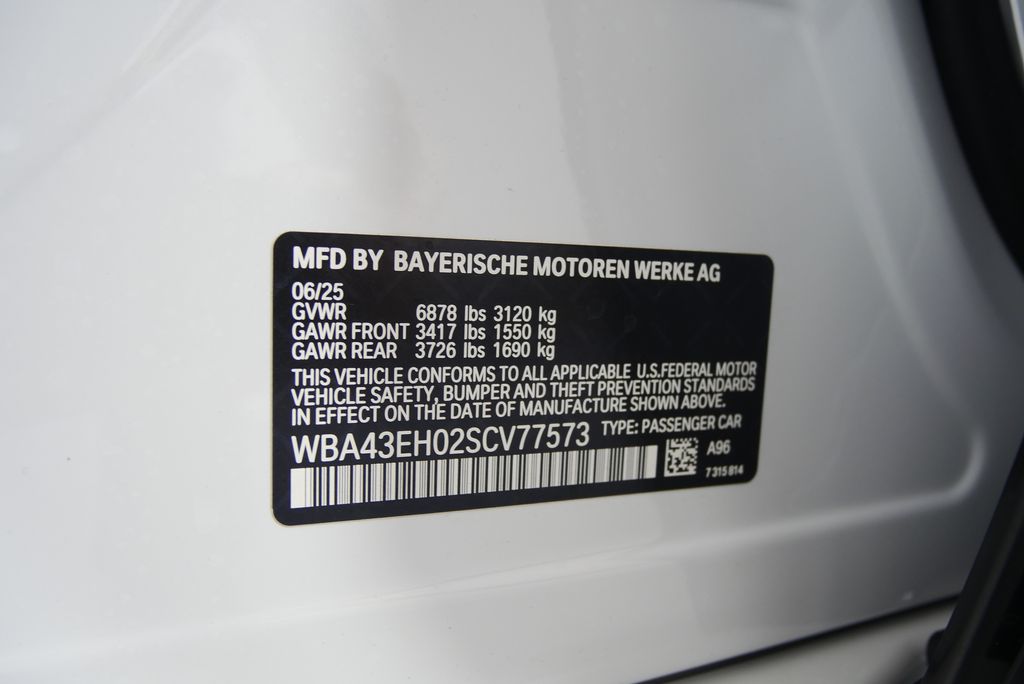 MFD BY BAYERISCHE MOTOREN WERKE AG
06/25
GVWR 6878 lbs 3120 kg
GAWR FRONT 3417 lbs 1550 kg
GAWR REAR 3726 lbs 1690 kg
THIS VEHICLE CONFORMS TO ALL APPLICABLE U.S.FEDERAL MOTOR
VEHICLE SAFETY, BUMPER AND THEFT PREVENTION STANDARDS
IN EFFECT ON THE DATE OF MANUFACTURE SHOWN ABOVE.
WBA43EH02SCV77573 TYPE: PASSENGER CAR
A96
7 315 814